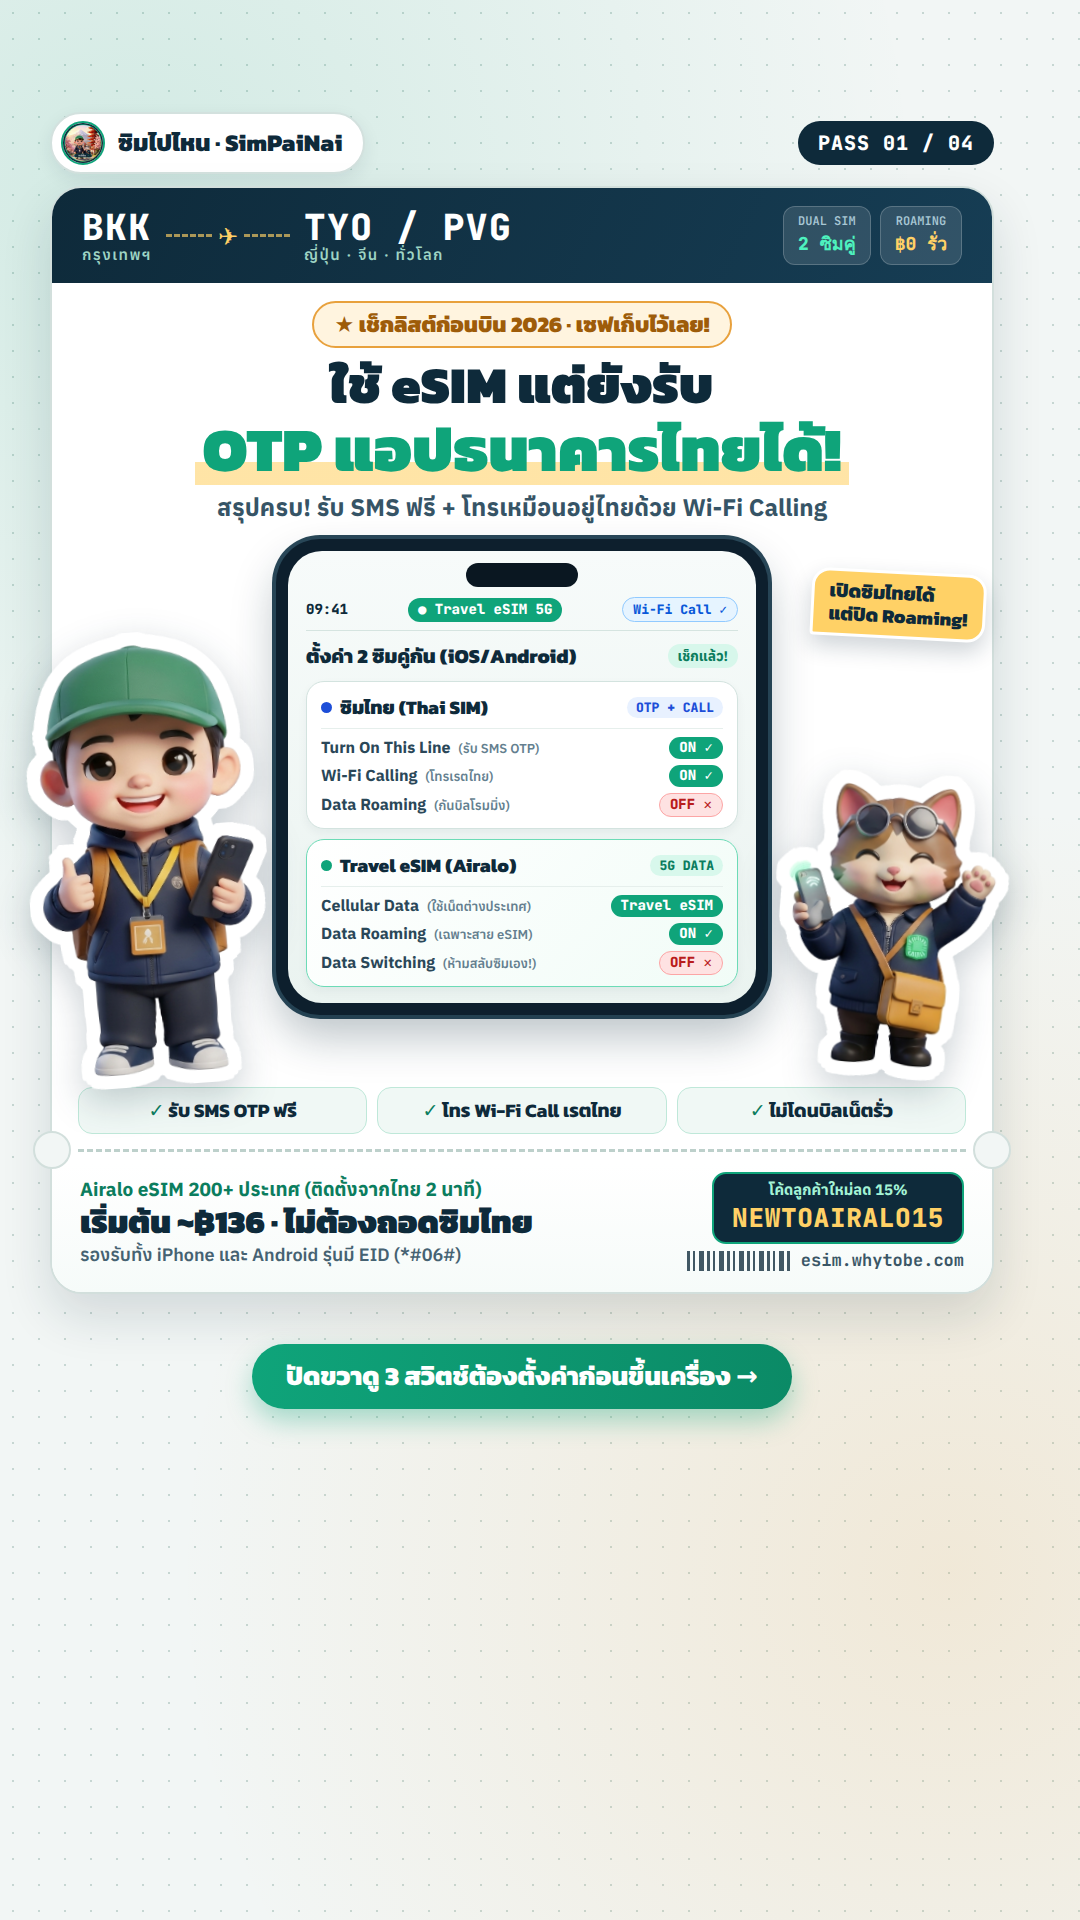 ซิมไปไหน · SimPaiNai
PASS 01 / 04
BKK ✈ TYO / PVG
กรุงเทพฯ
ญี่ปุ่น · จีน · ทั่วโลก
DUAL SIM
2 ซิมคู่
ROAMING
฿0 รั่ว
★ เช็กลิสต์ก่อนบิน 2026 · เซฟเก็บไว้เลย!
ใช้ eSIM แต่ยังรับ
OTP แอปธนาคารไทยได้!
สรุปครบ! รับ SMS ฟรี + โทรเหมือนอยู่ไทยด้วย Wi-Fi Calling
เปิดซิมไทยได้
แต่ปิด Roaming!
09:41 ● Travel eSIM 5G Wi-Fi Call ✓
ตั้งค่า 2 ซิมคู่กัน (iOS/Android) เช็กแล้ว!
ซิมไทย (Thai SIM) OTP + CALL
Turn On This Line (รับ SMS OTP) ON ✓
Wi-Fi Calling (โทรเรตไทย) ON ✓
Data Roaming (กันบิลโรมมิ่ง) OFF ✕
Travel eSIM (Airalo) 5G DATA
Cellular Data (ใช้เน็ตต่างประเทศ) Travel eSIM
Data Roaming (เฉพาะสาย eSIM) ON ✓
Data Switching (ห้ามสลับซิมเอง!) OFF ✕
✓ รับ SMS OTP ฟรี
✓ โทร Wi-Fi Call เรตไทย
✓ ไม่โดนบิลเน็ตรั่ว
Airalo eSIM 200+ ประเทศ (ติดตั้งจากไทย 2 นาที)
เริ่มต้น ~฿136 · ไม่ต้องถอดซิมไทย
รองรับทั้ง iPhone และ Android รุ่นมี EID (*#06#)
โค้ดลูกค้าใหม่ลด 15%
NEWTOAIRALO15
esim.whytobe.com
ปัดขวาดู 3 สวิตช์ต้องตั้งค่าก่อนขึ้นเครื่อง →